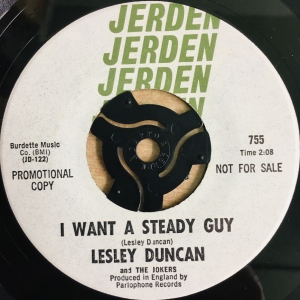 JERDEN
JERDEN
JERDEN
JERDEN
Burdette Music
Co. (BMI)
(JD-122)
755
Time 2:08
PROMOTIONAL
COPY
NOT FOR SALE
I WANT A STEADY GUY
(Lesley Duncan)
LESLEY DUNCAN
and THE JOKERS
Produced in England by
Parlophone Records